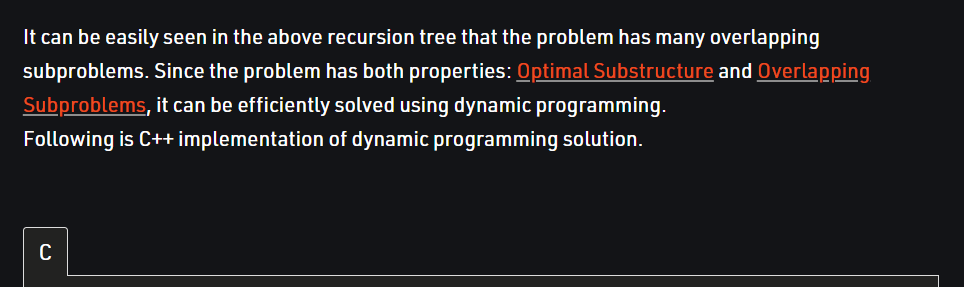 It can be easily seen in the above recursion tree that the problem has many overlapping
subproblems. Since the problem has both properties: Optimal Substructure and Overlapping
Subproblems, it can be efficiently solved using dynamic programming.
Following is C++ implementation of dynamic programming solution.
C